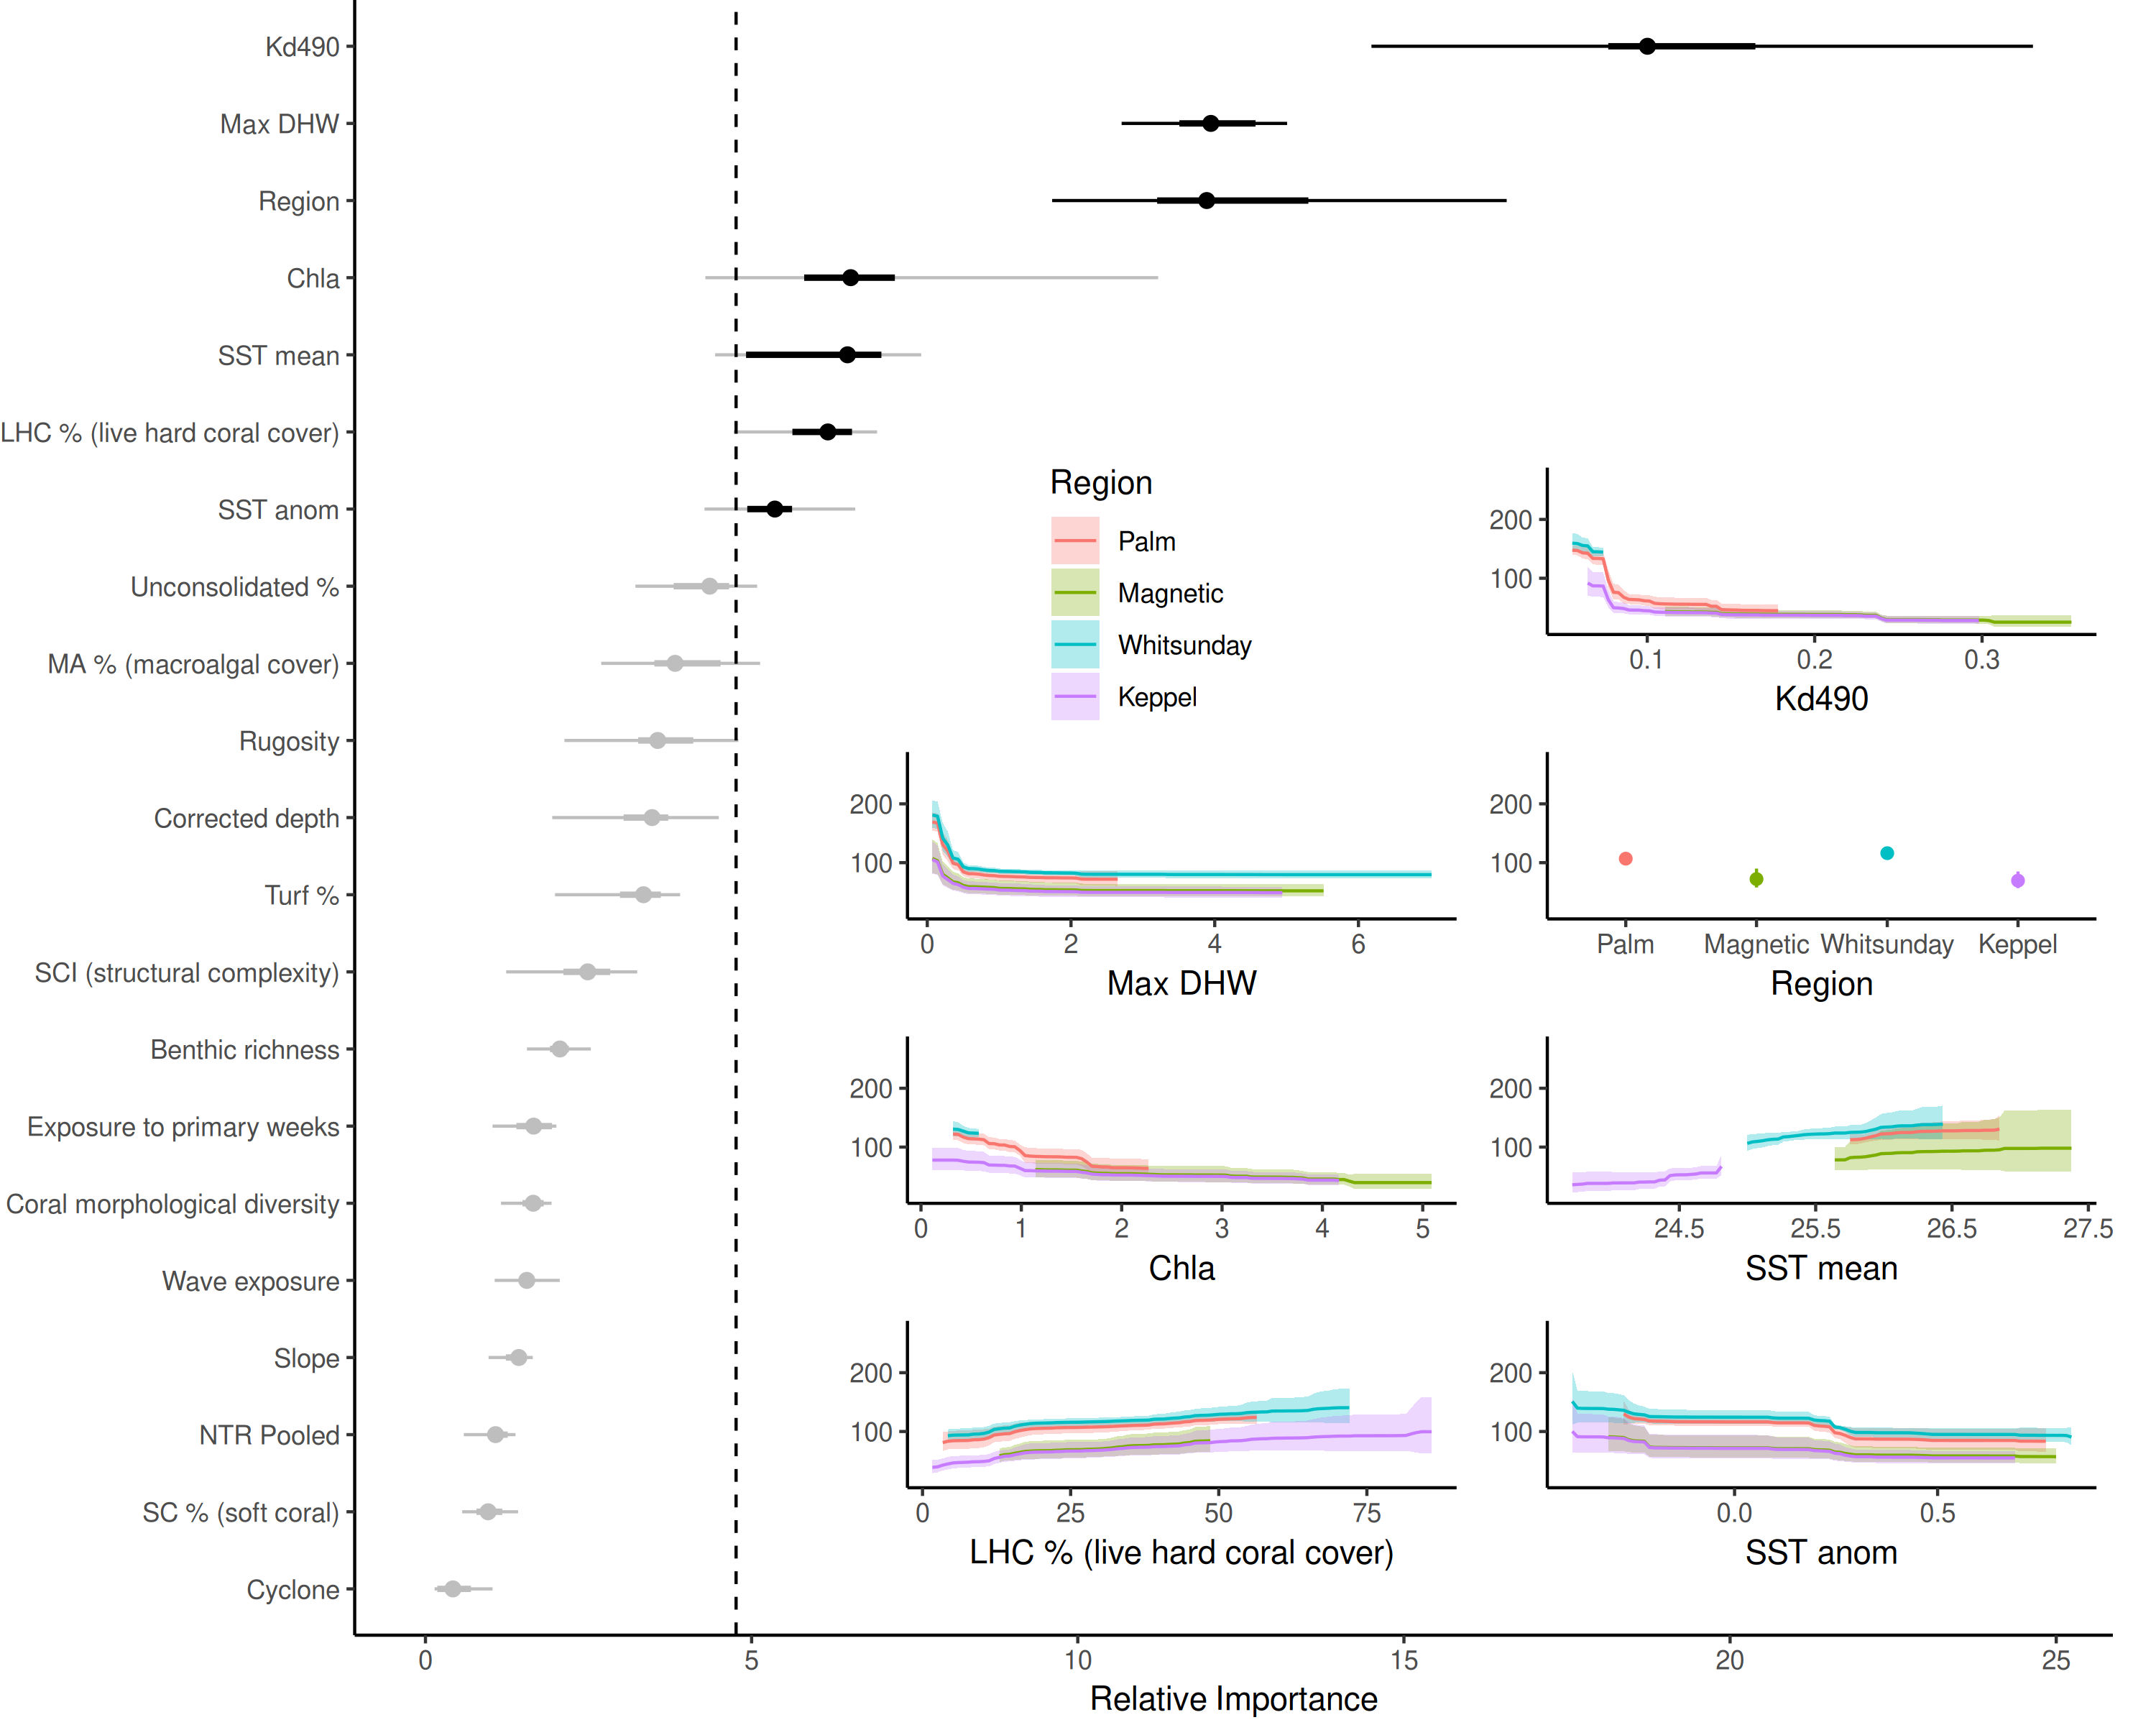 Kd490
Max DHW
Region
Chla
SST mean
LHC % (live hard coral cover)
SST anom
Unconsolidated %
MA % (macroalgal cover)
Rugosity
Corrected depth
Turf %
SCI (structural complexity)
Benthic richness
Exposure to primary weeks
Coral morphological diversity
Wave exposure
Slope
NTR Pooled
SC % (soft coral)
Cyclone
0 5 10 15 20 25
Relative Importance
Region
Palm
Magnetic
Whitsunday
Keppel
200
100
0.1 0.2 0.3
Kd490
200
100
0 2 4 6
Max DHW
200
100
Palm Magnetic Whitsunday Keppel
Region
200
100
0 1 2 3 4 5
Chla
200
100
24.5 25.5 26.5 27.5
SST mean
200
100
0 25 50 75
LHC % (live hard coral cover)
200
100
0.0 0.5
SST anom